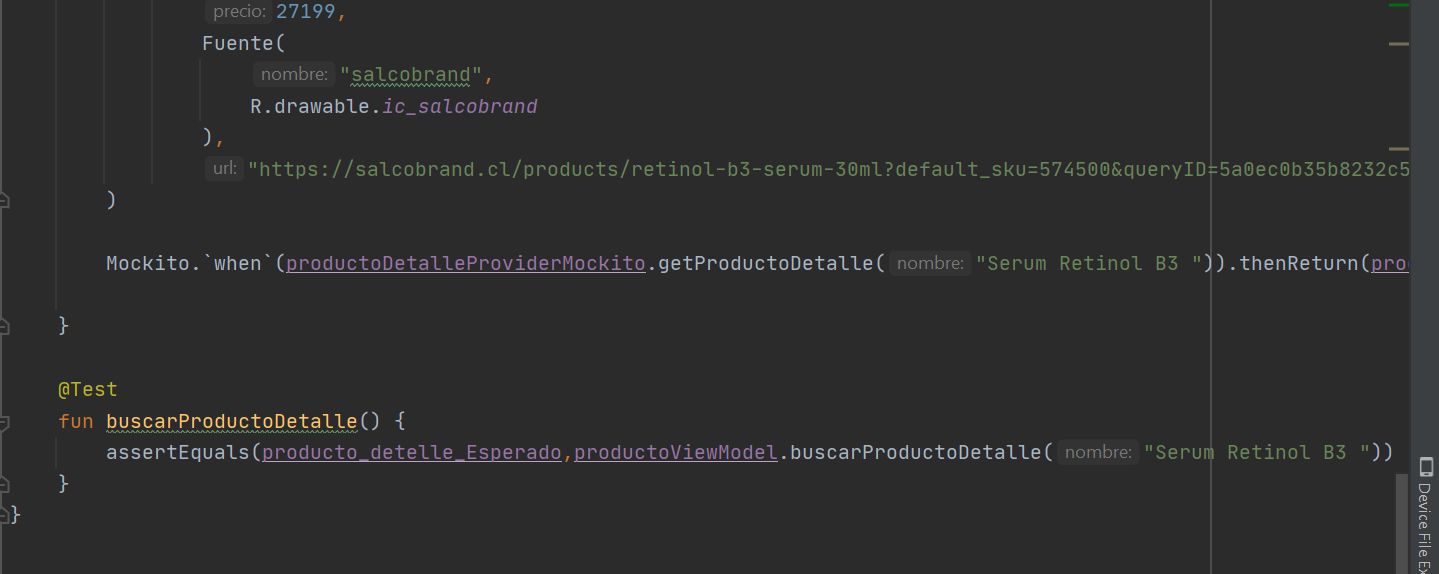 precio: 27199,
Fuente(
nombre: "salcobrand",
R.drawable.ic_salcobrand
),
url: "https://salcobrand.cl/products/retinol-b3-serum-30ml?default_sku=574500&queryID=5a0ec0b35b8232c5
)
Mockito.`when`(productoDetalleProviderMockito.getProductoDetalle( nombre: "Serum Retinol B3 ")).thenReturn(pro
}
@Test
fun buscarProductoDetalle() {
assertEquals(producto_detelle_Esperado,productoViewModel.buscarProductoDetalle( nombre: "Serum Retinol B3 "))
}
}
Device File Ex